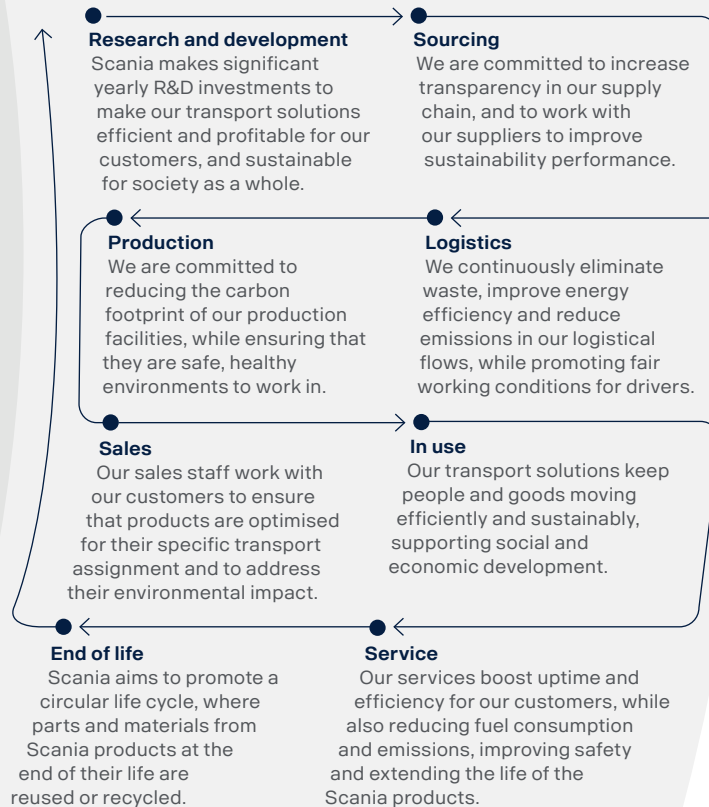 Research and development
Scania makes significant
yearly R&D investments to
make our transport solutions
efficient and profitable for our
customers, and sustainable
for society as a whole.
Sourcing
We are committed to increase
transparency in our supply
chain, and to work with
our suppliers to improve
sustainability performance.
Logistics
We continuously eliminate
waste, improve energy
efficiency and reduce
emissions in our logistical
flows, while promoting fair
working conditions for drivers.
Production
We are committed to
reducing the carbon
footprint of our production
facilities, while ensuring that
they are safe, healthy
environments to work in.
Sales
Our sales staff work with
our customers to ensure
that products are optimised
for their specific transport
assignment and to address
their environmental impact.
In use
Our transport solutions keep
people and goods moving
efficiently and sustainably,
supporting social and
economic development.
Service
Our services boost uptime and
efficiency for our customers, while
also reducing fuel consumption
and emissions, improving safety
and extending the life of the
Scania products.
End of life
Scania aims to promote a
circular life cycle, where
parts and materials from
Scania products at the
end of their life are
reused or recycled.